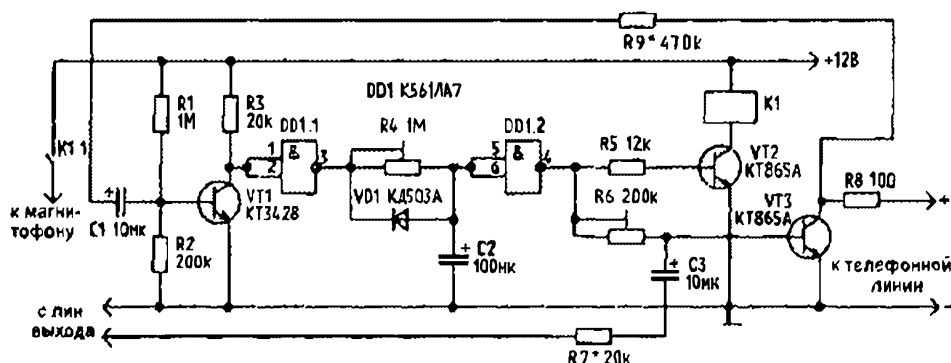 R9* 470k
+12В
R1
1M
R3
20k
DD1 К561ЛА7
DD1.1
&
1
2
3
R4 1M
DD1.2
&
5
6
4
K1
K1.1
R5 12k
VT2
КТ865А
R6 200k
VT3
КТ865А
R8 100
+
VT1
КТ3428
VD1 КД503А
к магни-
тофону
+
C1 10мк
R2
200k
+ C2
100мк
+ C3
10мк
к телефонной
линии
-
с лин
выхода
R7* 20k